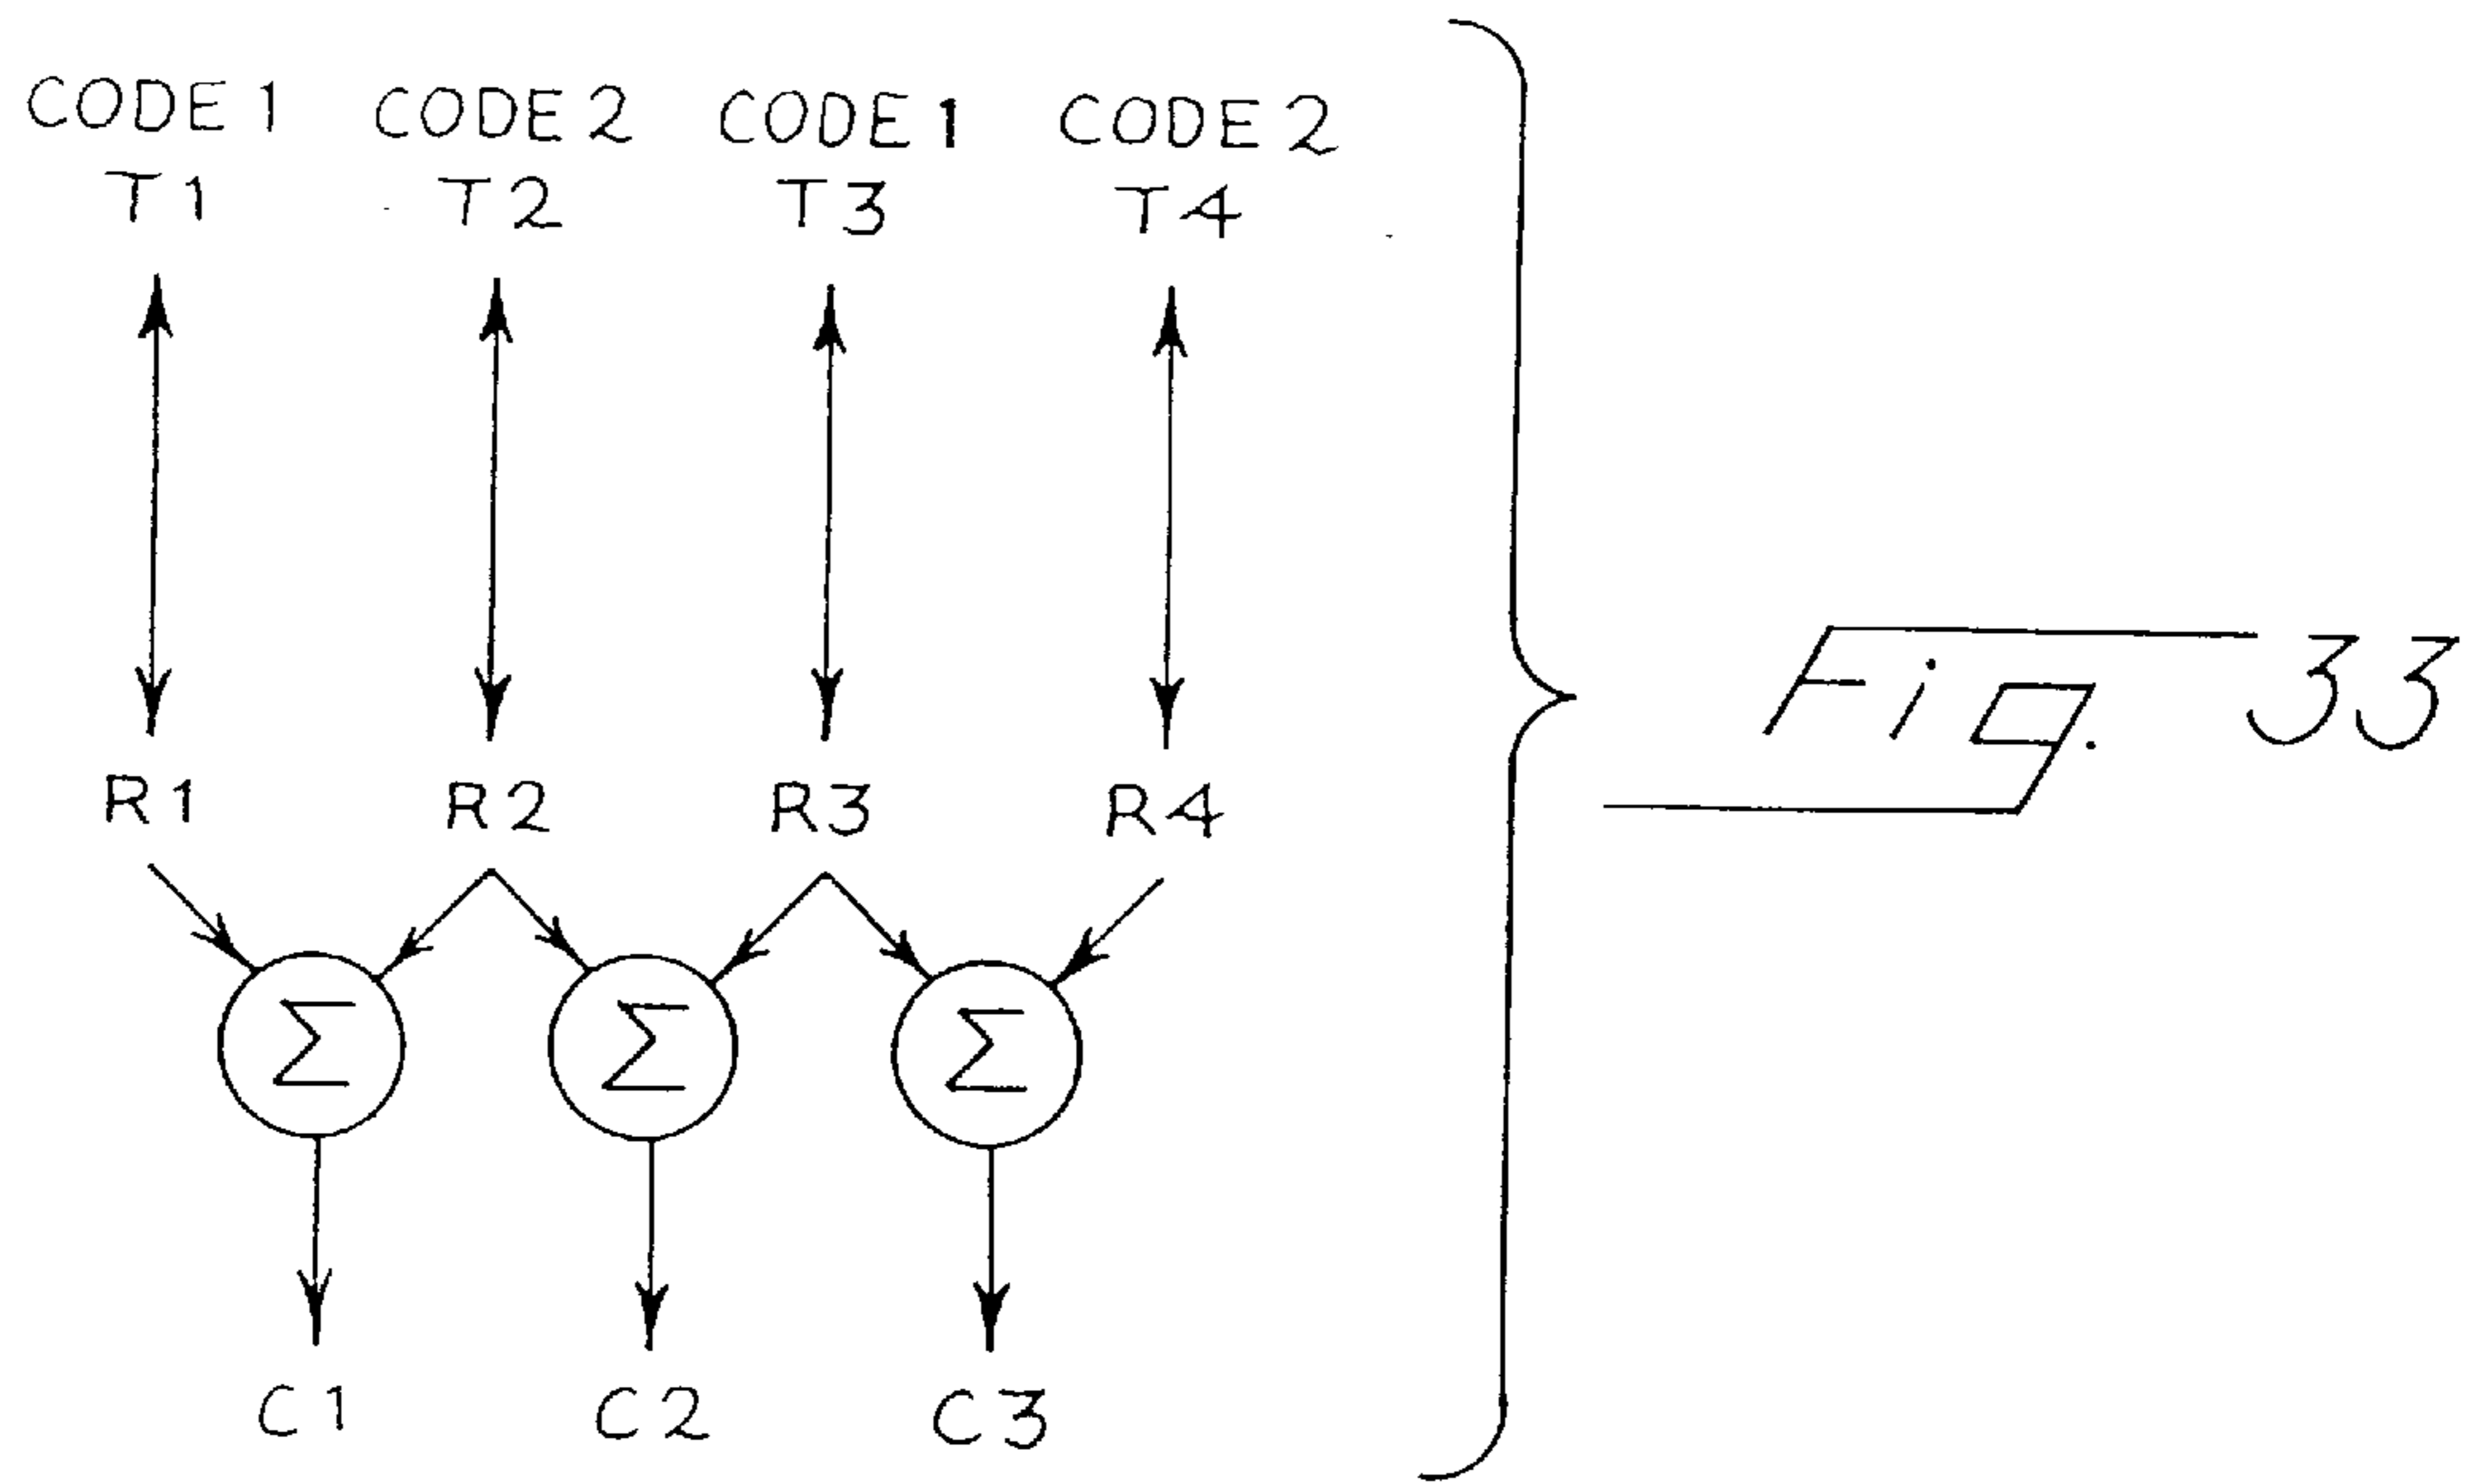 CODE 1 CODE 2 CODE 1 CODE 2
T1 T2 T3 T4
R1 R2 R3 R4
Σ Σ Σ
C1 C2 C3
Fig. 33